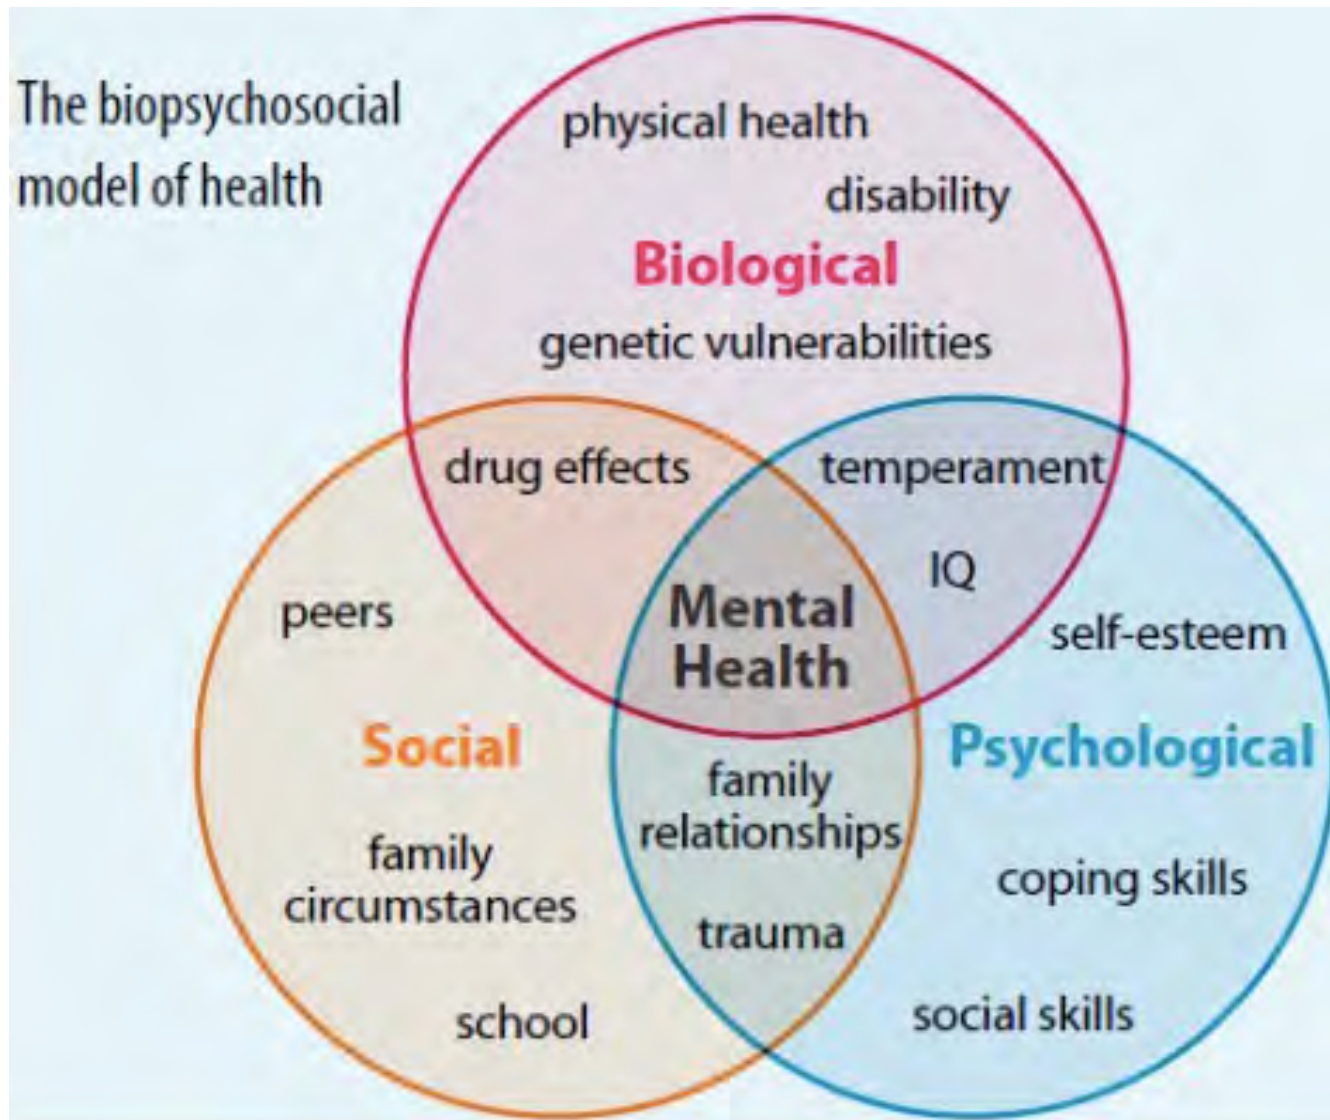 The biopsychosocial
model of health
physical health
disability
Biological
genetic vulnerabilities
drug effects
temperament
IQ
peers
Mental
Health
self-esteem
Social
Psychological
family
relationships
family
circumstances
coping skills
trauma
school
social skills